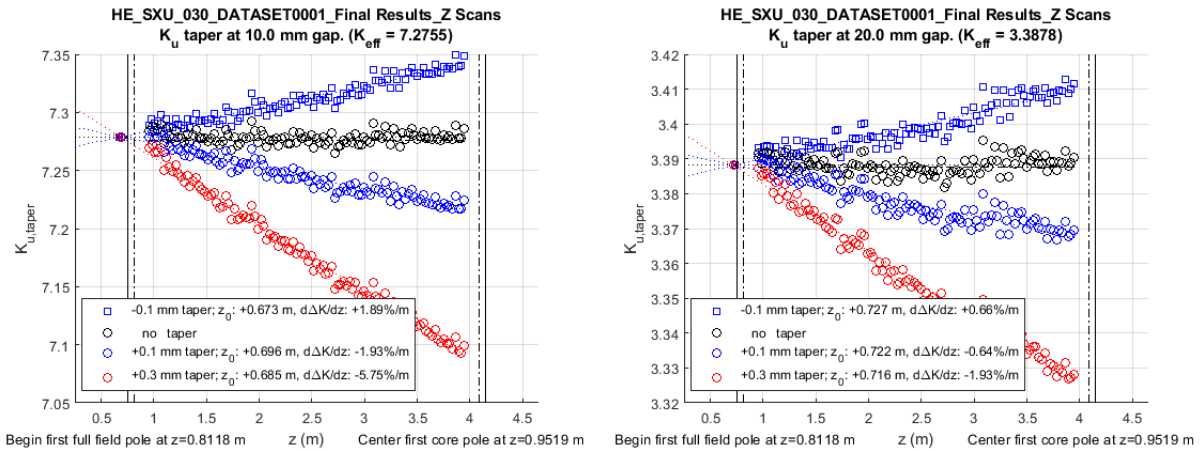 HE_SXU_030_DATASET0001_Final Results_Z Scans
K_u taper at 10.0 mm gap. (K_eff = 7.2755)
7.35
7.3
7.25
7.2
7.15
7.1
7.05
K_u,taper
-0.1 mm taper; z_0: +0.673 m, dΔK/dz: +1.89%/m
no taper
+0.1 mm taper; z_0: +0.696 m, dΔK/dz: -1.93%/m
+0.3 mm taper; z_0: +0.685 m, dΔK/dz: -5.75%/m
0.5 1 1.5 2 2.5 3 3.5 4 4.5
Begin first full field pole at z=0.8118 m z (m) Center first core pole at z=0.9519 m
HE_SXU_030_DATASET0001_Final Results_Z Scans
K_u taper at 20.0 mm gap. (K_eff = 3.3878)
3.42
3.41
3.4
3.39
3.38
3.37
3.36
3.35
3.34
3.33
3.32
K_u,taper
-0.1 mm taper; z_0: +0.727 m, dΔK/dz: +0.66%/m
no taper
+0.1 mm taper; z_0: +0.722 m, dΔK/dz: -0.64%/m
+0.3 mm taper; z_0: +0.716 m, dΔK/dz: -1.93%/m
0.5 1 1.5 2 2.5 3 3.5 4 4.5
Begin first full field pole at z=0.8118 m z (m) Center first core pole at z=0.9519 m